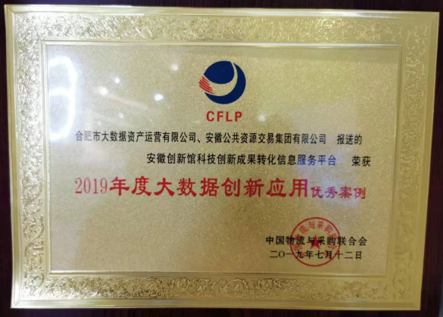 CFLP
合肥市大数据资产运营有限公司、安徽公共资源交易集团有限公司 报送的
安徽创新馆科技创新成果转化信息服务平台 荣获
2019年度大数据创新应用优秀案例
中国物流与采购联合会
二〇一九年七月十二日